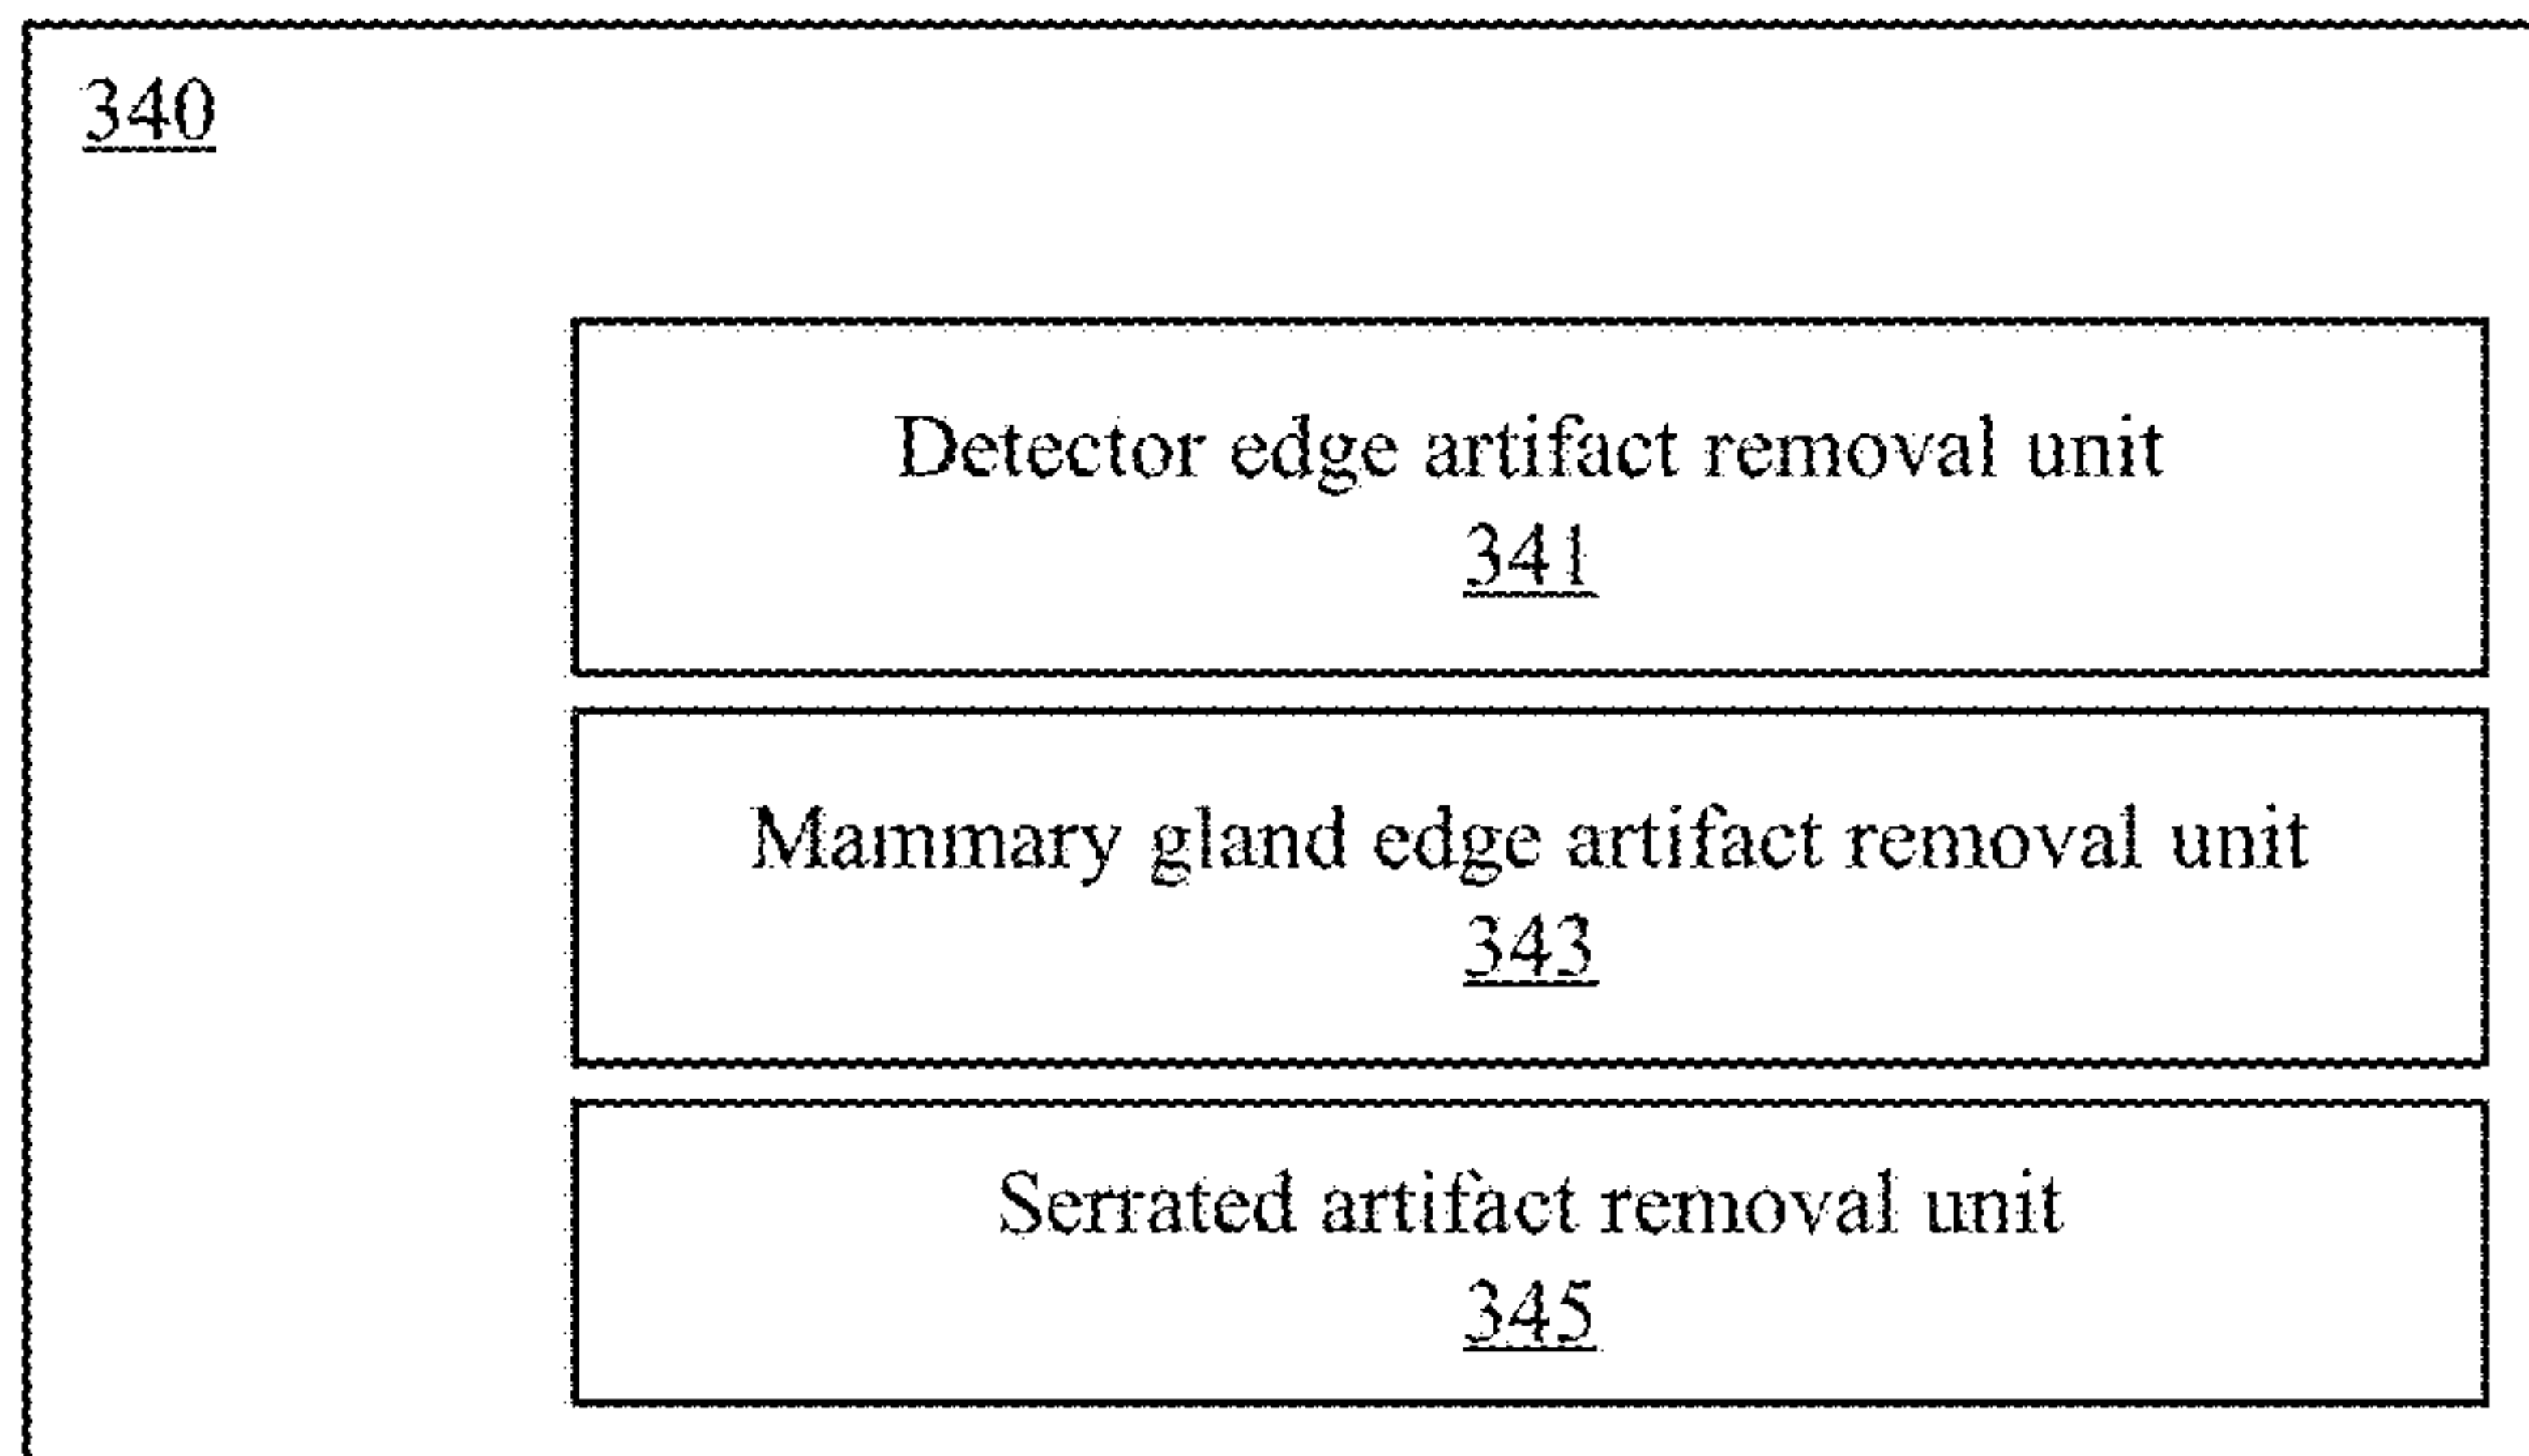 340
Detector edge artifact removal unit
341
Mammary gland edge artifact removal unit
343
Serrated artifact removal unit
345